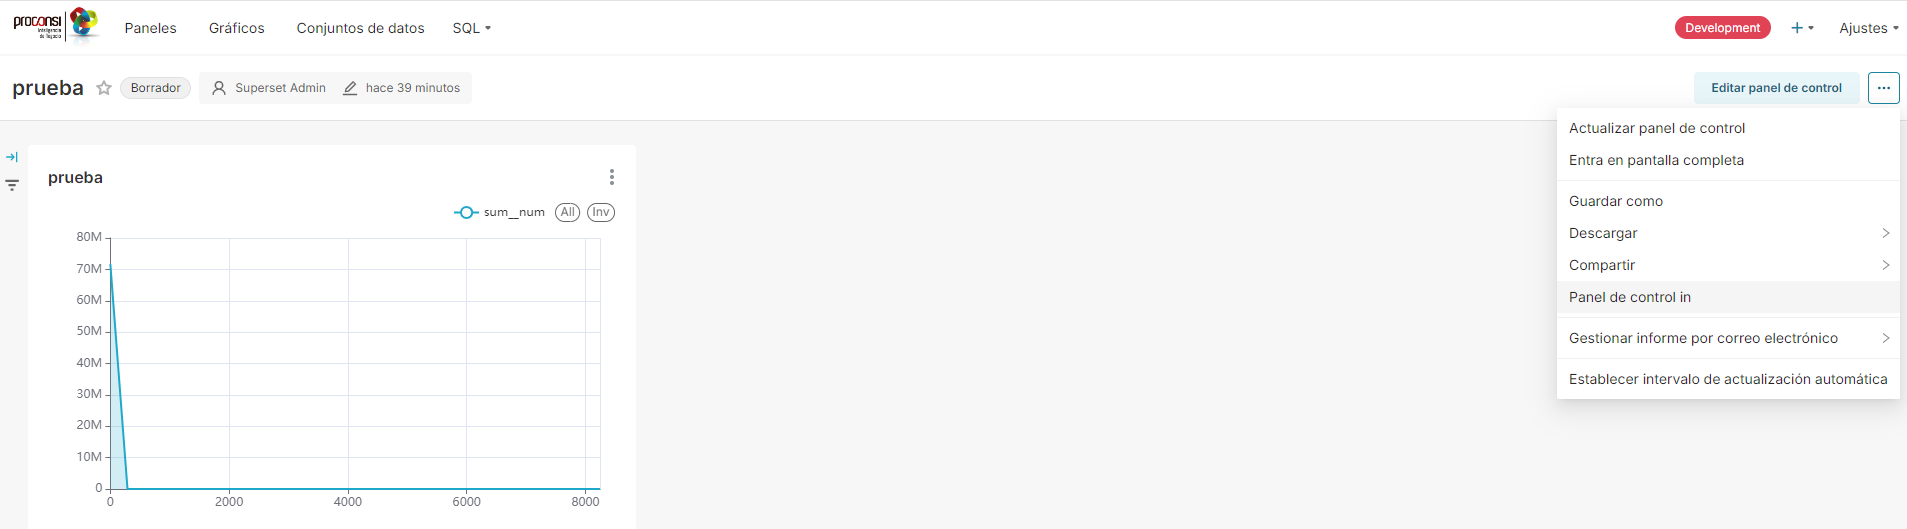 proconsi
Inteligencia
de Negocio
Paneles
Gráficos
Conjuntos de datos
SQL
Development
Ajustes
prueba
Borrador
Superset Admin
hace 39 minutos
Editar panel de control
Actualizar panel de control
Entra en pantalla completa
Guardar como
Descargar
Compartir
Panel de control in
Gestionar informe por correo electrónico
Establecer intervalo de actualización automática
prueba
sum__num
All
Inv
80M
70M
60M
50M
40M
30M
20M
10M
0
0
2000
4000
6000
8000